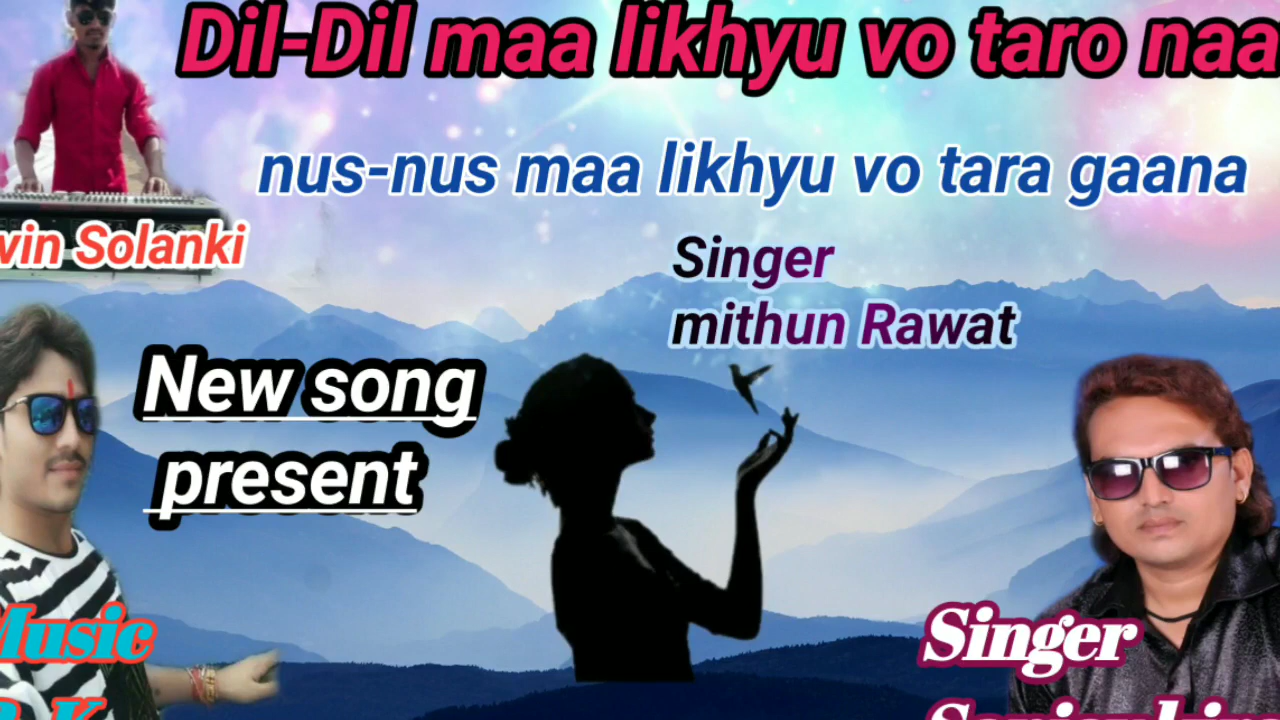 Dil-Dil maa likhyu vo taro naa
nus-nus maa likhyu vo tara gaana
vin Solanki
Singer
mithun Rawat
New song
present
Music
Singer